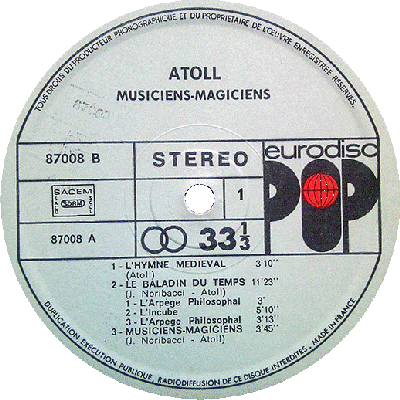 TOUS DROITS DU PRODUCTEUR PHONOGRAPHIQUE ET DU PROPRIETAIRE DE L'ŒUVRE ENREGISTREE RESERVES.
ATOLL
MUSICIENS-MAGICIENS
87008
87008 B
STEREO
eurodisc
POP
SACEM
1
87008 A
33 1/3
1 - L'HYMNE MEDIEVAL 3'10''
(Atoll)
2 - LE BALADIN DU TEMPS 11'23''
(J. Noribacci - Atoll)
1 - L'Arpege Philosophal 3'
2 - L'Incube 5'10''
3 - L'Arpege Philosophal 3'13''
3 - MUSICIENS-MAGICIENS 3'45''
(J. Noribacci - Atoll)
DUPLICATION EXECUTION PUBLIQUE RADIODIFFUSION DE CE DISQUE INTERDITES. MADE IN FRANCE